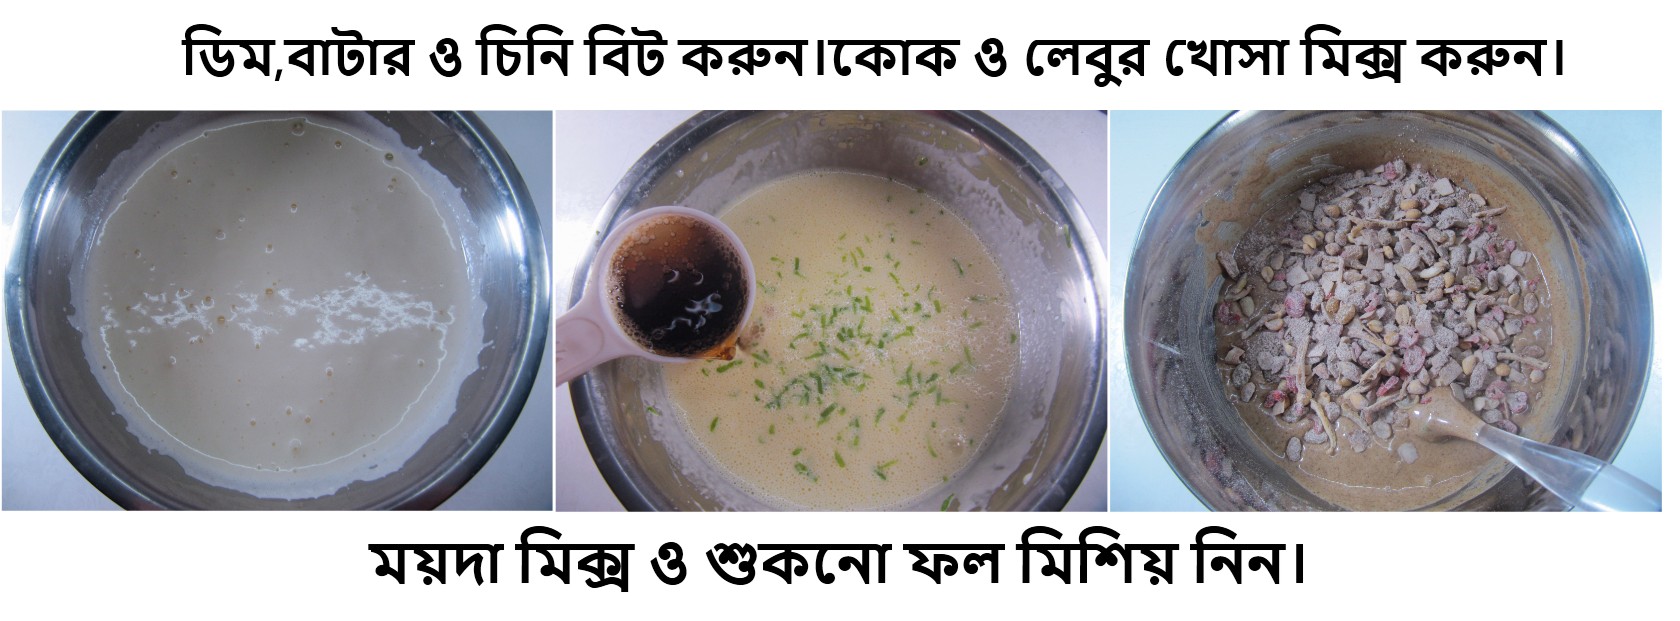 ডিম,বাটার ও চিনি বিট করুন।কোক ও লেবুর খোসা মিক্স করুন।
ময়দা মিক্স ও শুকনো ফল মিশিয় নিন।